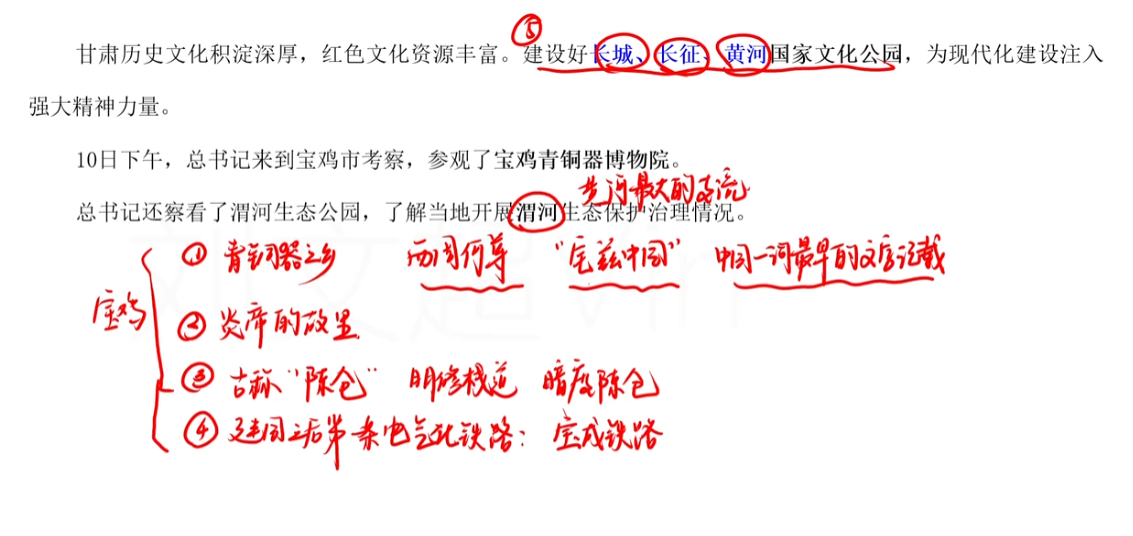 ⑤
甘肃历史文化积淀深厚，红色文化资源丰富。建设好长城、长征、黄河国家文化公园，为现代化建设注入
强大精神力量。
10日下午，总书记来到宝鸡市考察，参观了宝鸡青铜器博物院。
黄河最大的支流
总书记还察看了渭河生态公园，了解当地开展渭河生态保护治理情况。
宝鸡
① 青铜器之乡 西周何尊 “宅兹中国” 中国一词最早的文字记载
② 炎帝的故里
③ 古称“陈仓” 明修栈道 暗度陈仓
④ 建国之后第一条电气化铁路：宝成铁路